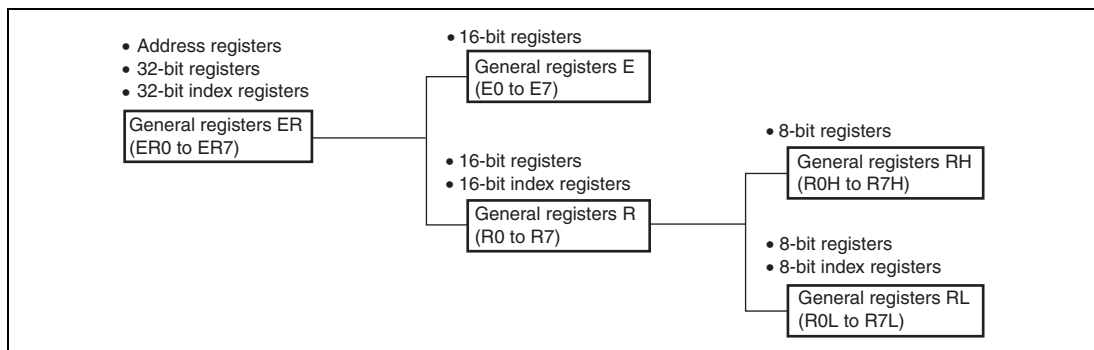 • Address registers
• 32-bit registers
• 32-bit index registers
General registers ER
(ER0 to ER7)
• 16-bit registers
General registers E
(E0 to E7)
• 16-bit registers
• 16-bit index registers
General registers R
(R0 to R7)
• 8-bit registers
General registers RH
(R0H to R7H)
• 8-bit registers
• 8-bit index registers
General registers RL
(R0L to R7L)